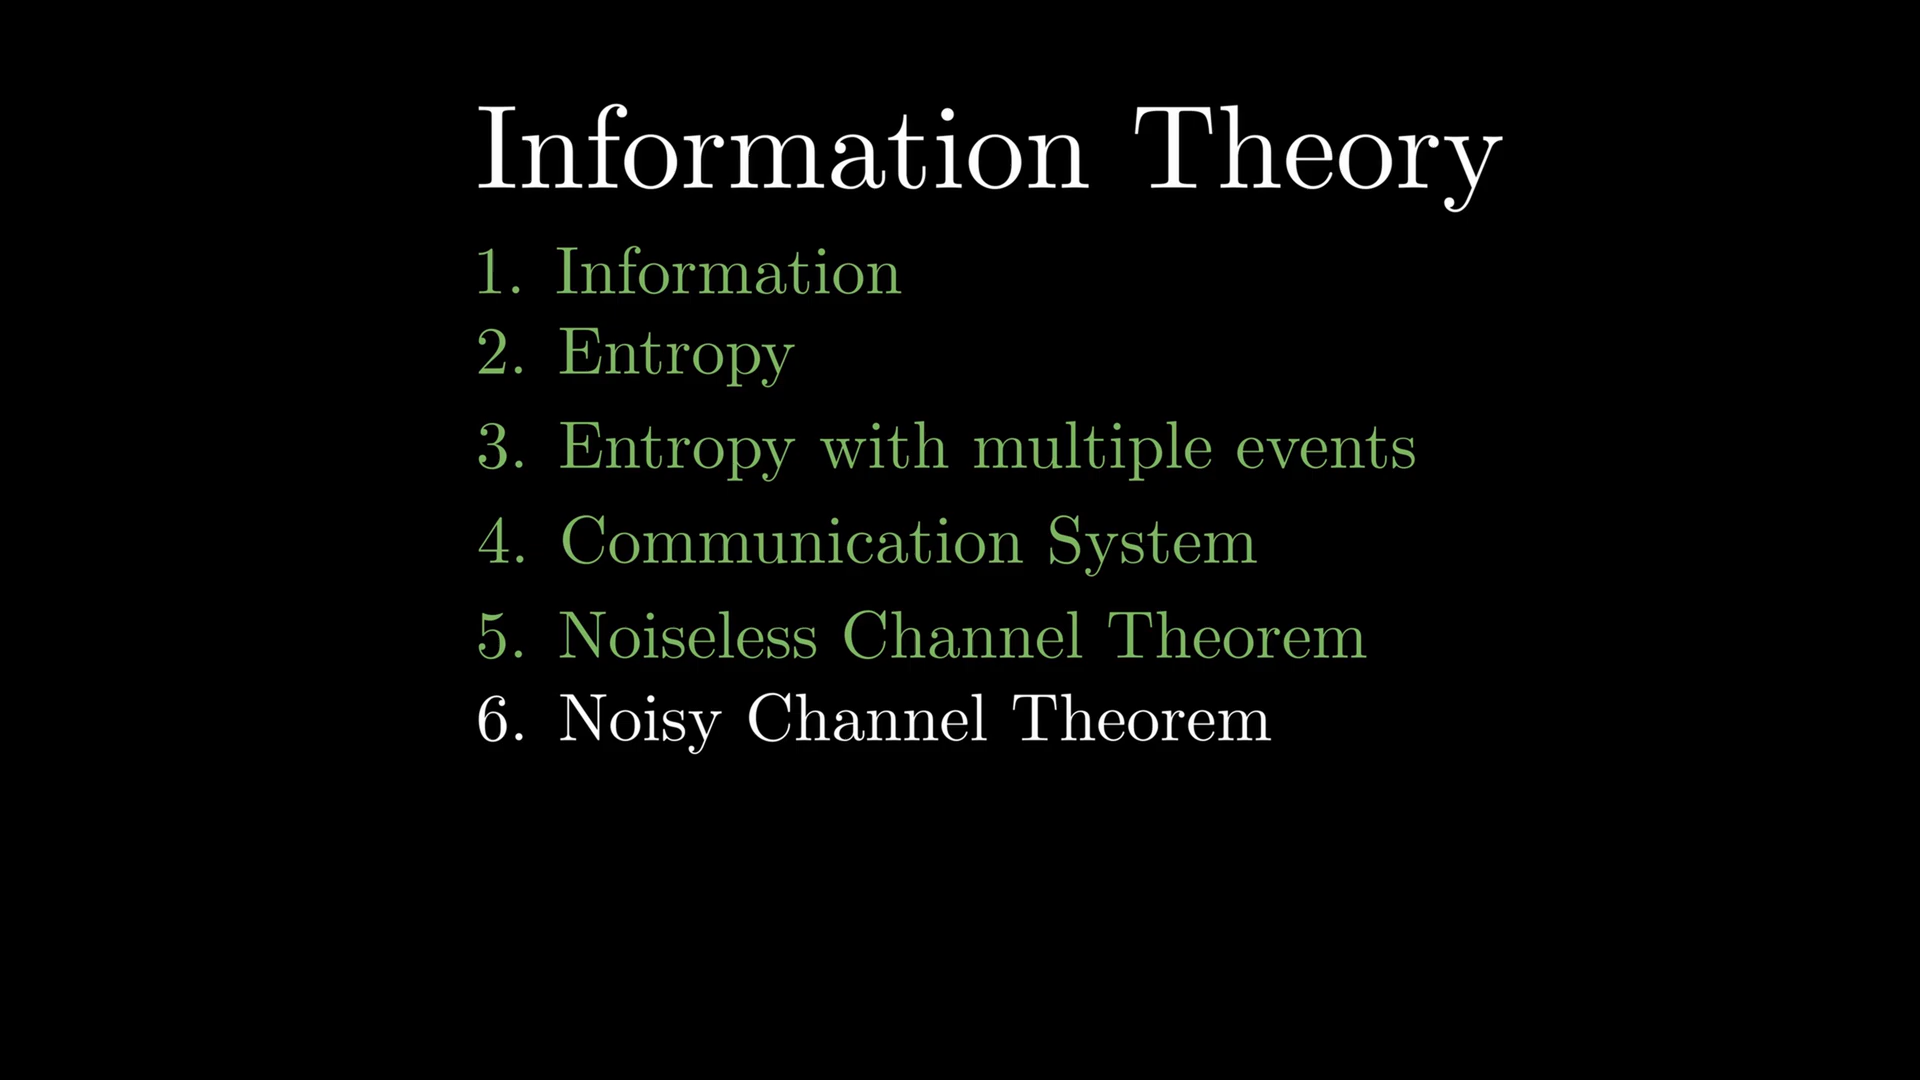 Information Theory
1. Information
2. Entropy
3. Entropy with multiple events
4. Communication System
5. Noiseless Channel Theorem
6. Noisy Channel Theorem